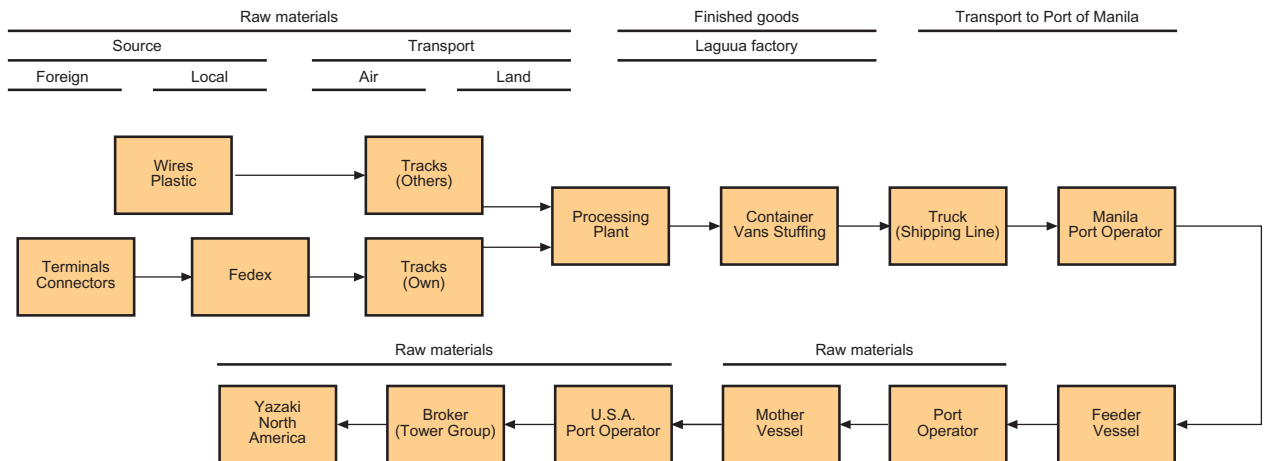 Raw materials
Finished goods
Transport to Port of Manila
Source
Transport
Laguua factory
Foreign
Local
Air
Land
Wires
Plastic
Tracks
(Others)
Processing
Plant
Container
Vans Stuffing
Truck
(Shipping Line)
Manila
Port Operator
Terminals
Connectors
Fedex
Tracks
(Own)
Raw materials
Raw materials
Yazaki
North
America
Broker
(Tower Group)
U.S.A.
Port Operator
Mother
Vessel
Port
Operator
Feeder
Vessel